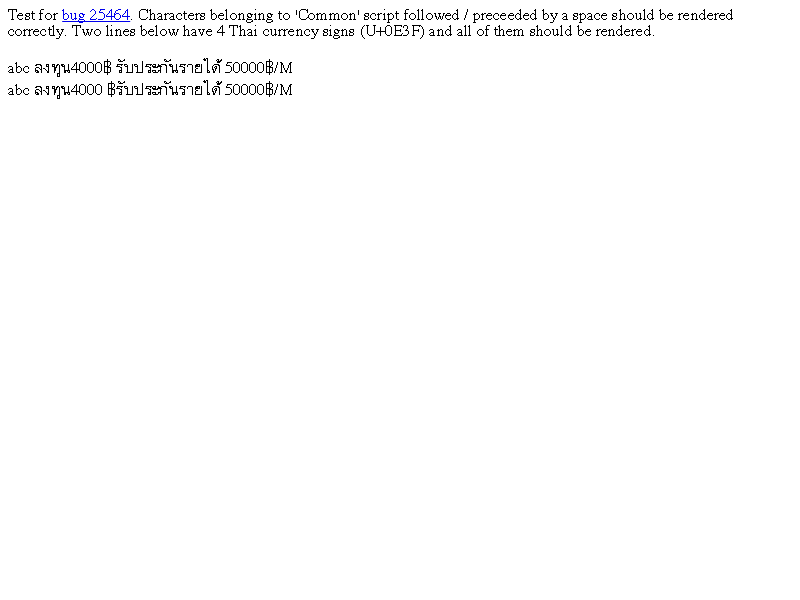 Test for bug 25464. Characters belonging to 'Common' script followed / preceeded by a space should be rendered
correctly. Two lines below have 4 Thai currency signs (U+0E3F) and all of them should be rendered.
abc ลงทุน4000฿ รับประกันรายได้ 50000฿/M
abc ลงทุน4000 ฿รับประกันรายได้ 50000฿/M